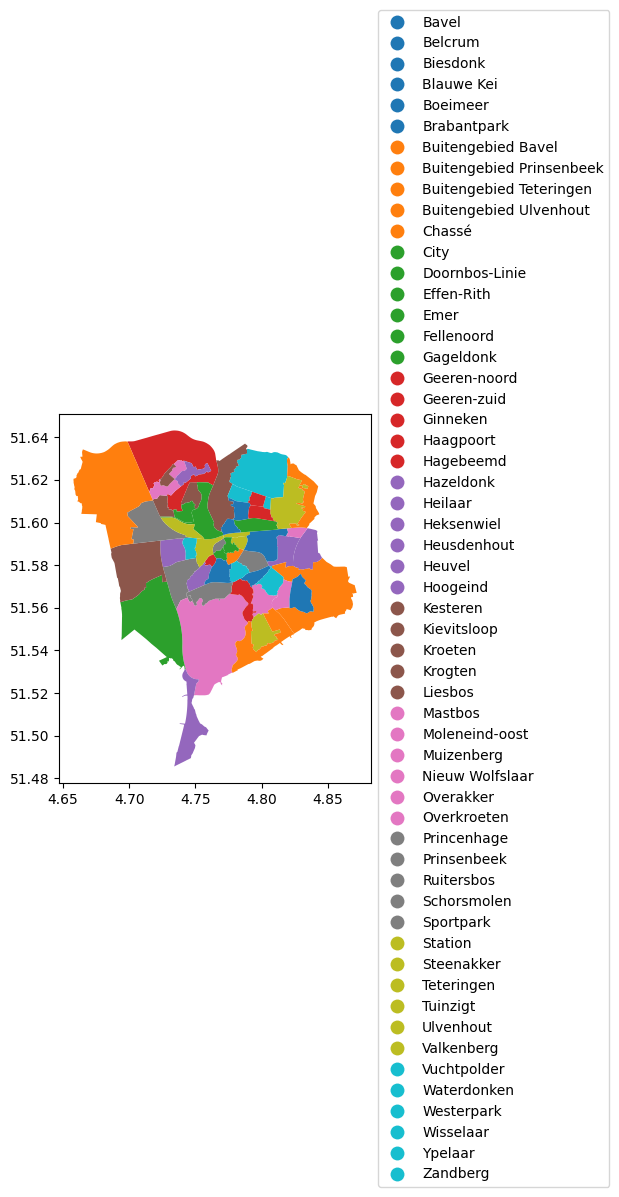 Bavel
Belcrum
Biesdonk
Blauwe Kei
Boeimeer
Brabantpark
Buitengebied Bavel
Buitengebied Prinsenbeek
Buitengebied Teteringen
Buitengebied Ulvenhout
Chassé
City
Doornbos-Linie
Effen-Rith
Emer
Fellenoord
Gageldonk
Geeren-noord
Geeren-zuid
Ginneken
Haagpoort
Hagebeemd
Hazeldonk
Heilaar
Heksenwiel
Heusdenhout
Heuvel
Hoogeind
Kesteren
Kievitsloop
Kroeten
Krogten
Liesbos
Mastbos
Moleneind-oost
Muizenberg
Nieuw Wolfslaar
Overakker
Overkroeten
Princenhage
Prinsenbeek
Ruitersbos
Schorsmolen
Sportpark
Station
Steenakker
Teteringen
Tuinzigt
Ulvenhout
Valkenberg
Vuchtpolder
Waterdonken
Westerpark
Wisselaar
Ypelaar
Zandberg
51.64
51.62
51.60
51.58
51.56
51.54
51.52
51.50
51.48
4.65 4.70 4.75 4.80 4.85